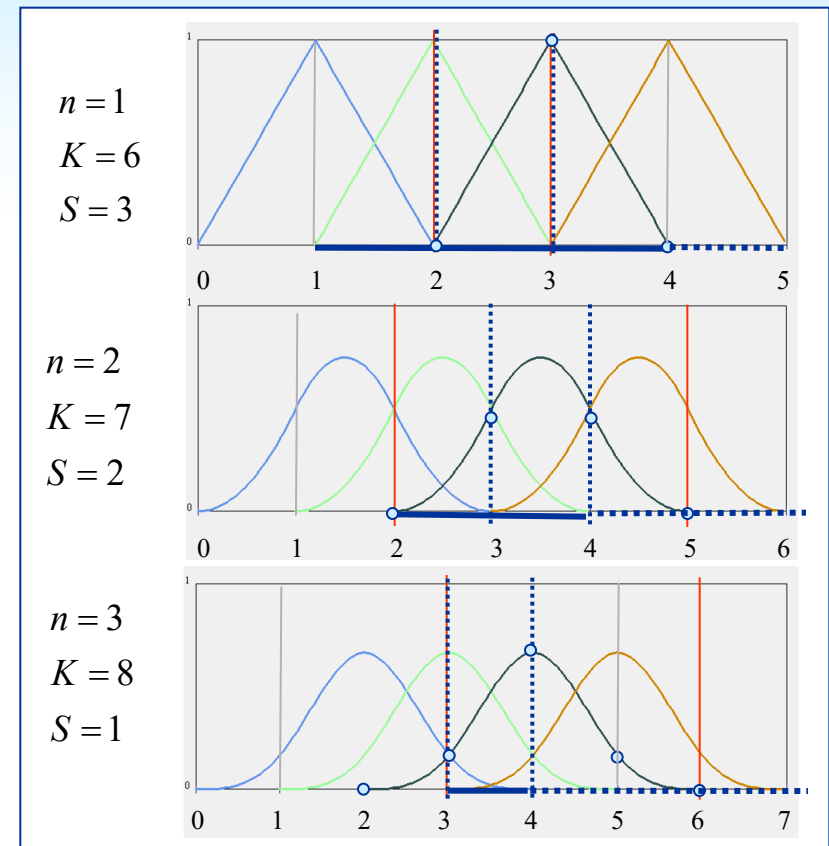 n = 1
K = 6
S = 3
1
0
0 1 2 3 4 5
n = 2
K = 7
S = 2
1
0
0 1 2 3 4 5 6
n = 3
K = 8
S = 1
1
0
0 1 2 3 4 5 6 7